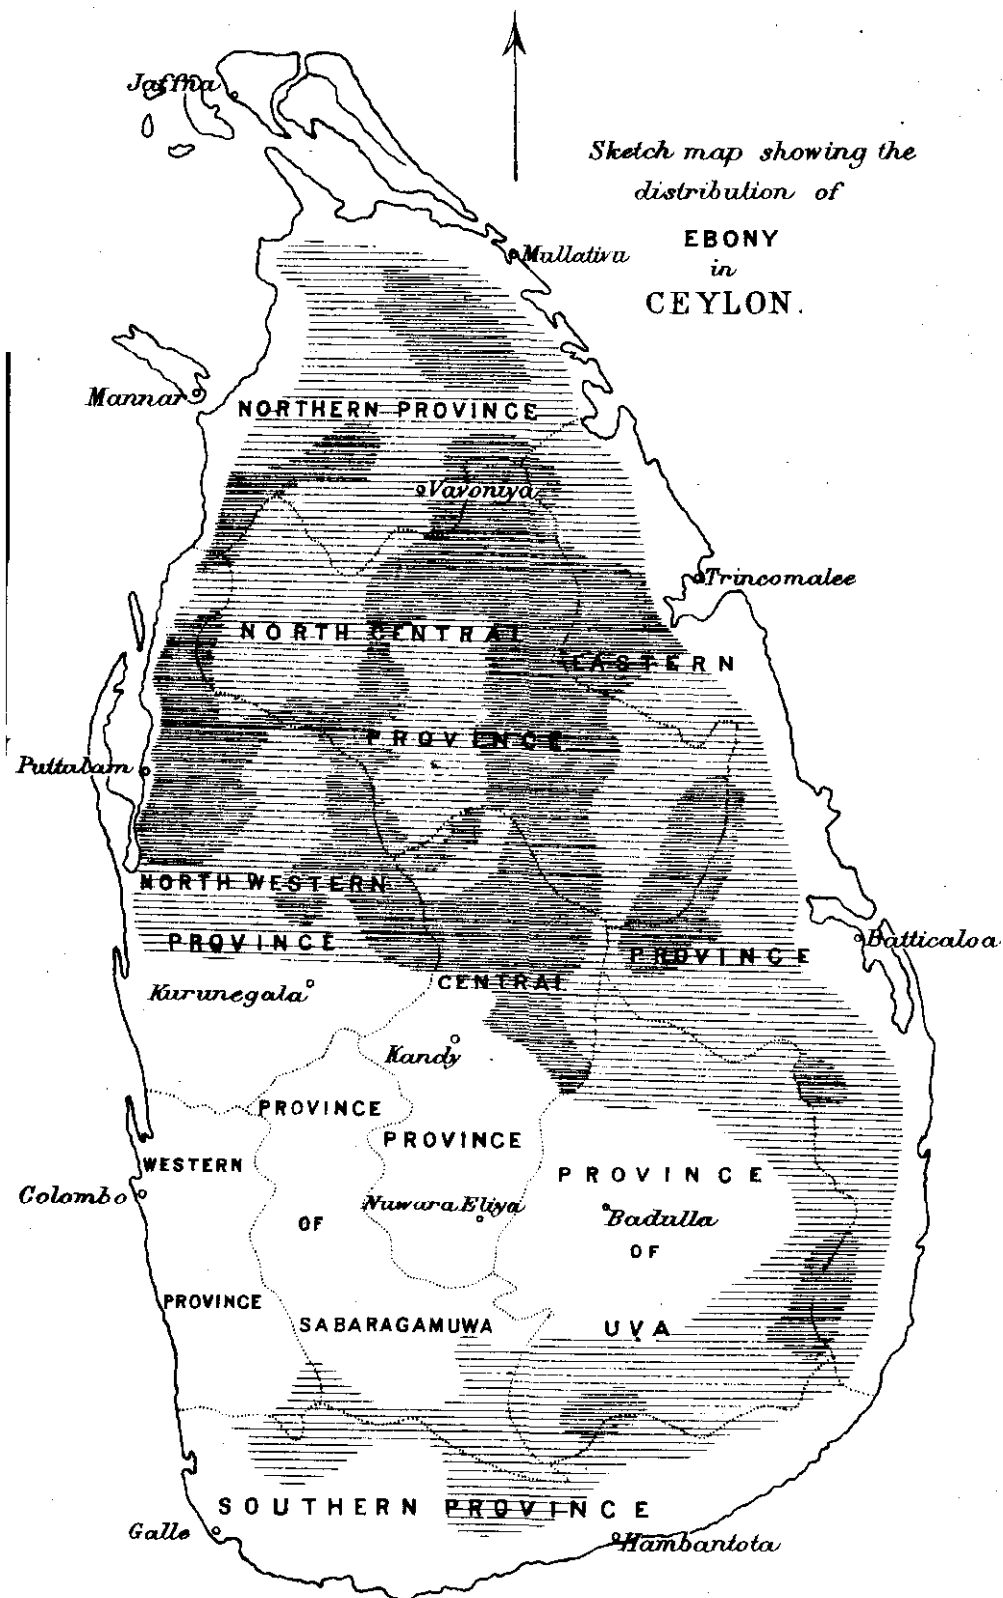 Jaffna
Sketch map showing the
distribution of
EBONY
in
CEYLON.
Mullativu
Mannar
NORTHERN PROVINCE
Vavoniya
Trincomalee
NORTH CENTRAL
EASTERN
PROVINCE
Puttalam
NORTH WESTERN
PROVINCE
Batticaloa
PROVINCE
CENTRAL
Kurunegala
Kandy
PROVINCE
PROVINCE
WESTERN
PROVINCE
Colombo
Nuwara Eliya
Badulla
OF
OF
PROVINCE
SABARAGAMUWA
UVA
SOUTHERN PROVINCE
Galle
Hambantota